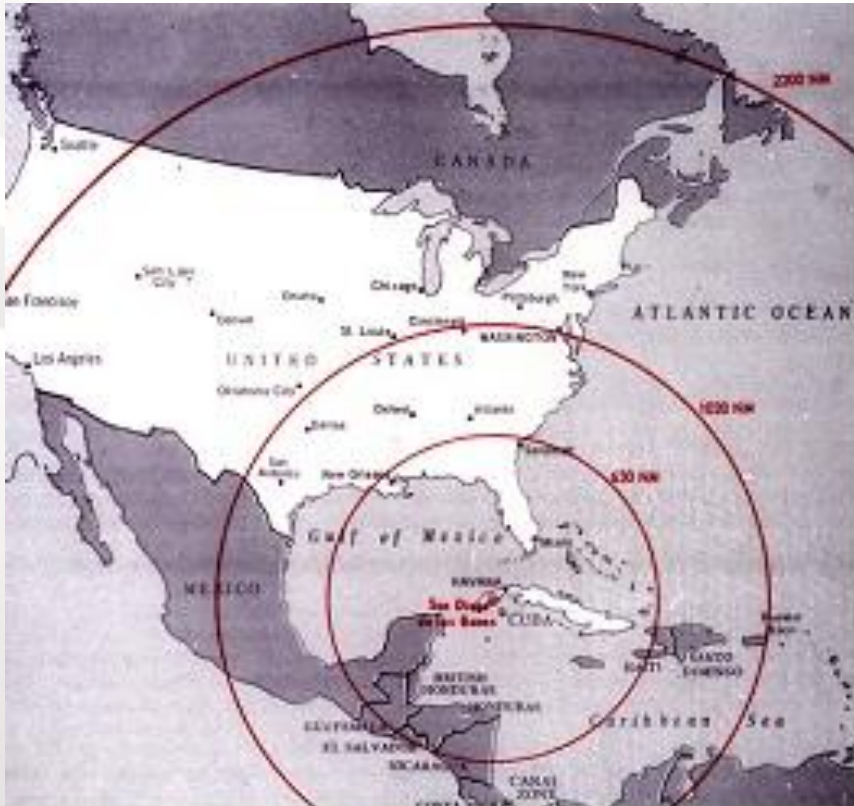 2200 NM
Seattle
CANADA
Salt Lake
City
Chicago
New
York
Pittsburgh
Omaha
San Francisco
Denver
Cincinnati
ATLANTIC OCEAN
St. Louis
WASHINGTON
Los Angeles
UNITED STATES
Oklahoma City
Oxford
Atlanta
1020 NM
Dallas
Savannah
San
Antonio
New Orleans
630 NM
Gulf of Mexico
Miami
HAVANA
MEXICO
San Diego
de los Banos
CUBA
HAITI
SANTO
DOMINGO
BRITISH
HONDURAS
HONDURAS
GUATEMALA
Caribbean Sea
EL SALVADOR
NICARAGUA
CANAL
ZONE